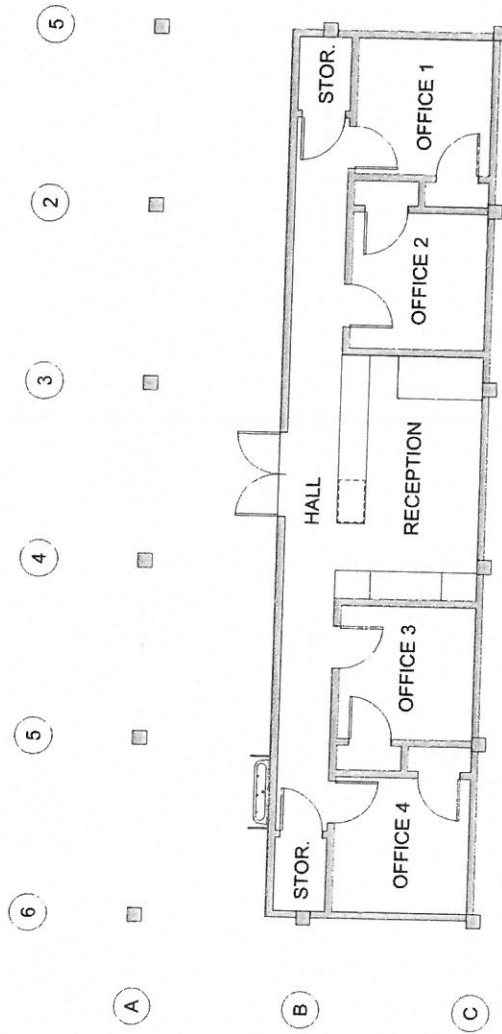 6
5
4
3
2
5
A
B
C
STOR.
HALL
STOR.
OFFICE 4
OFFICE 3
RECEPTION
OFFICE 2
OFFICE 1